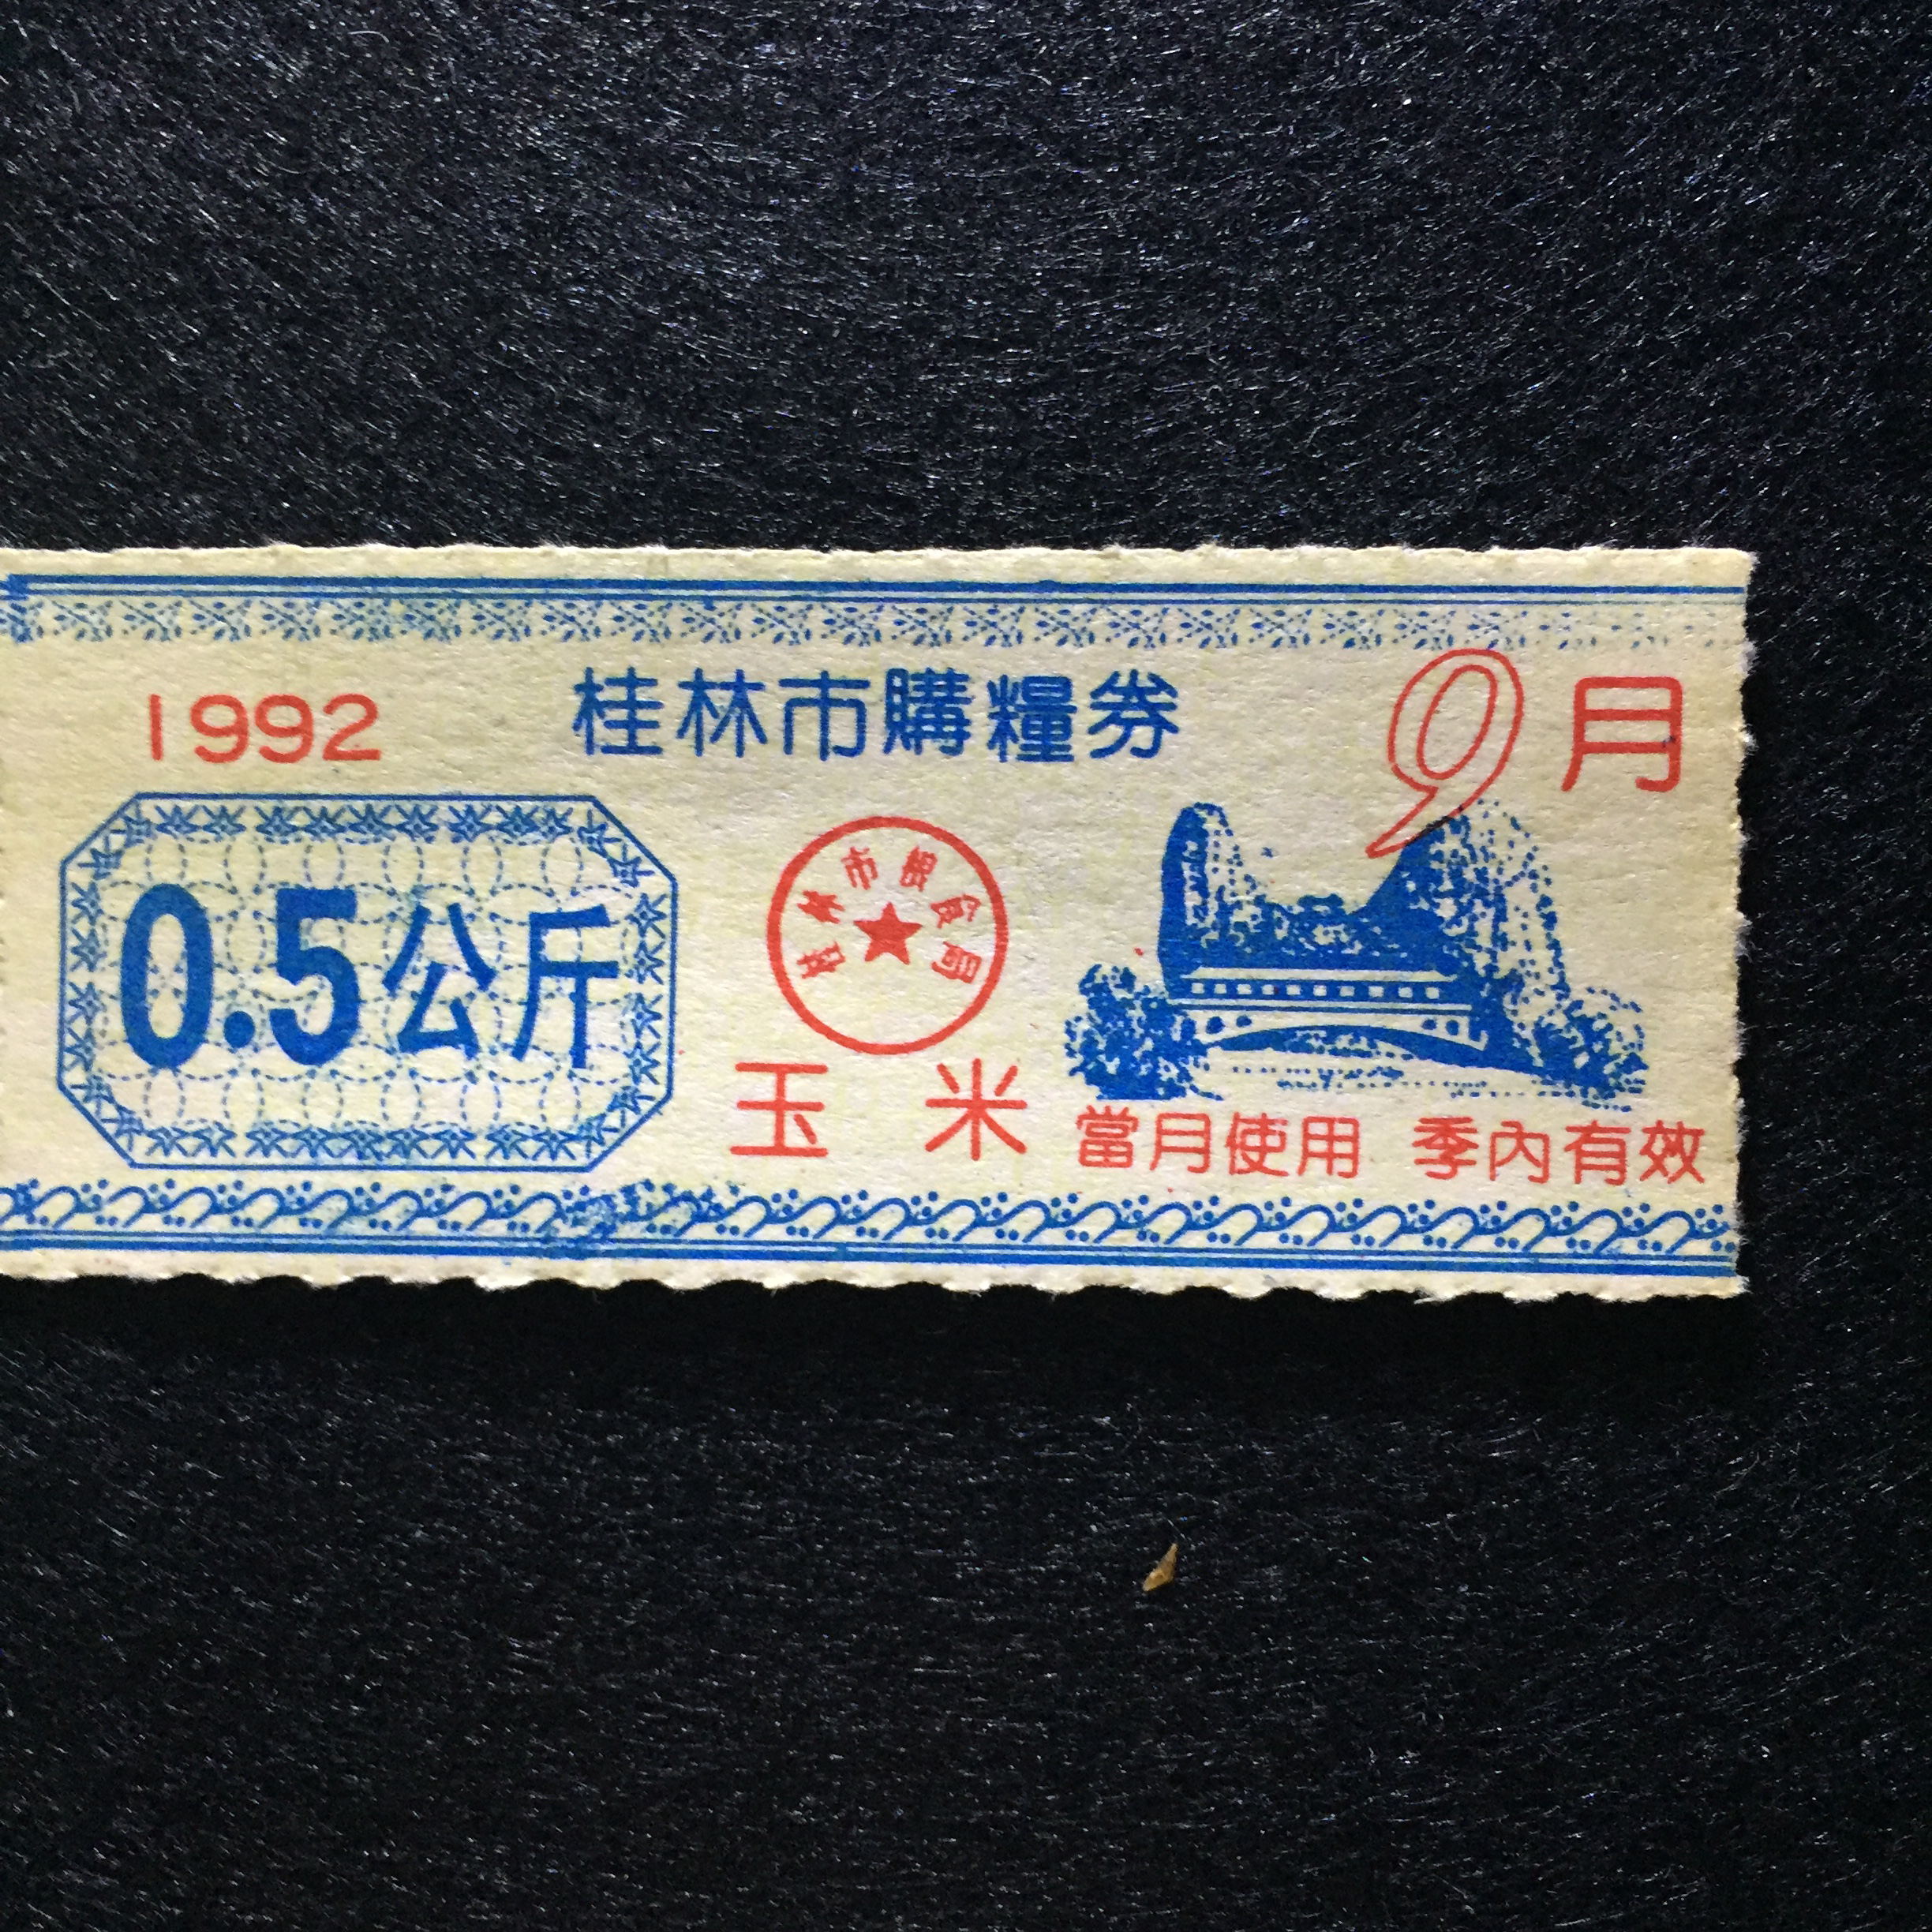 1992 桂林市購糧券 9月
0.5公斤
桂林市粮食局
玉米
當月使用 季內有效